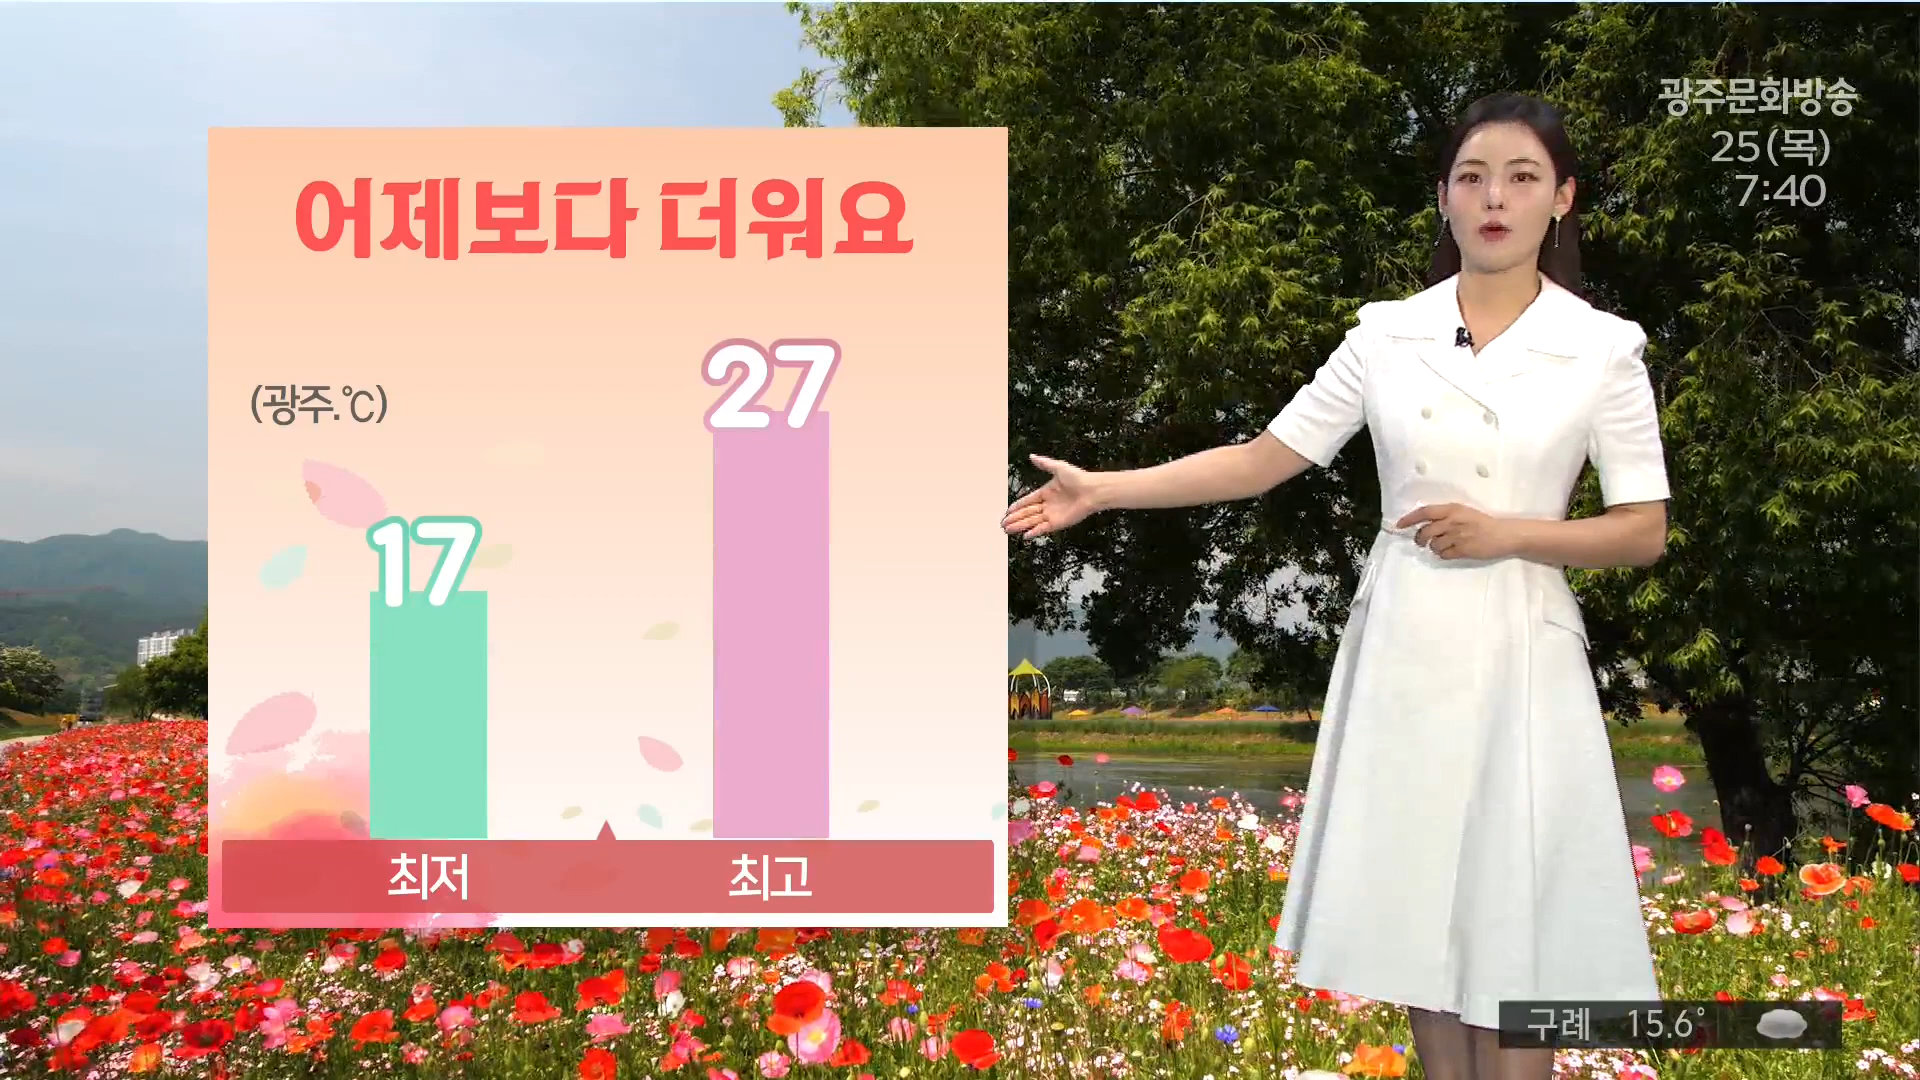 광주문화방송
25(목)
7:40
어제보다 더워요
(광주.℃)
17
27
최저
최고
구례 15.6°